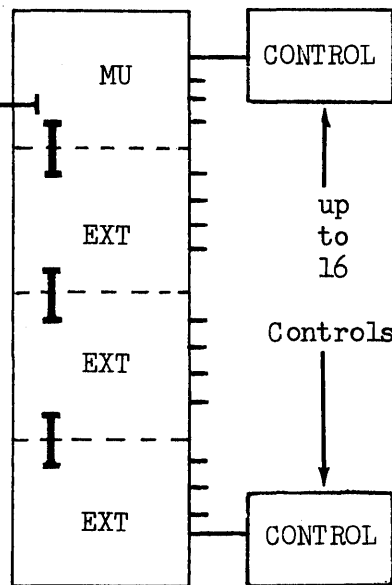 MU
CONTROL
EXT
up
to
16
Controls
EXT
EXT
CONTROL